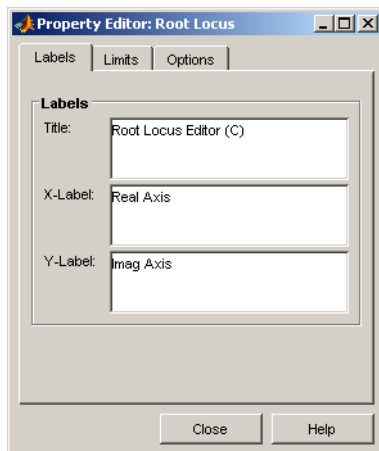 Property Editor: Root Locus
Labels Limits Options
Labels
Title: Root Locus Editor (C)
X-Label: Real Axis
Y-Label: Imag Axis
Close Help